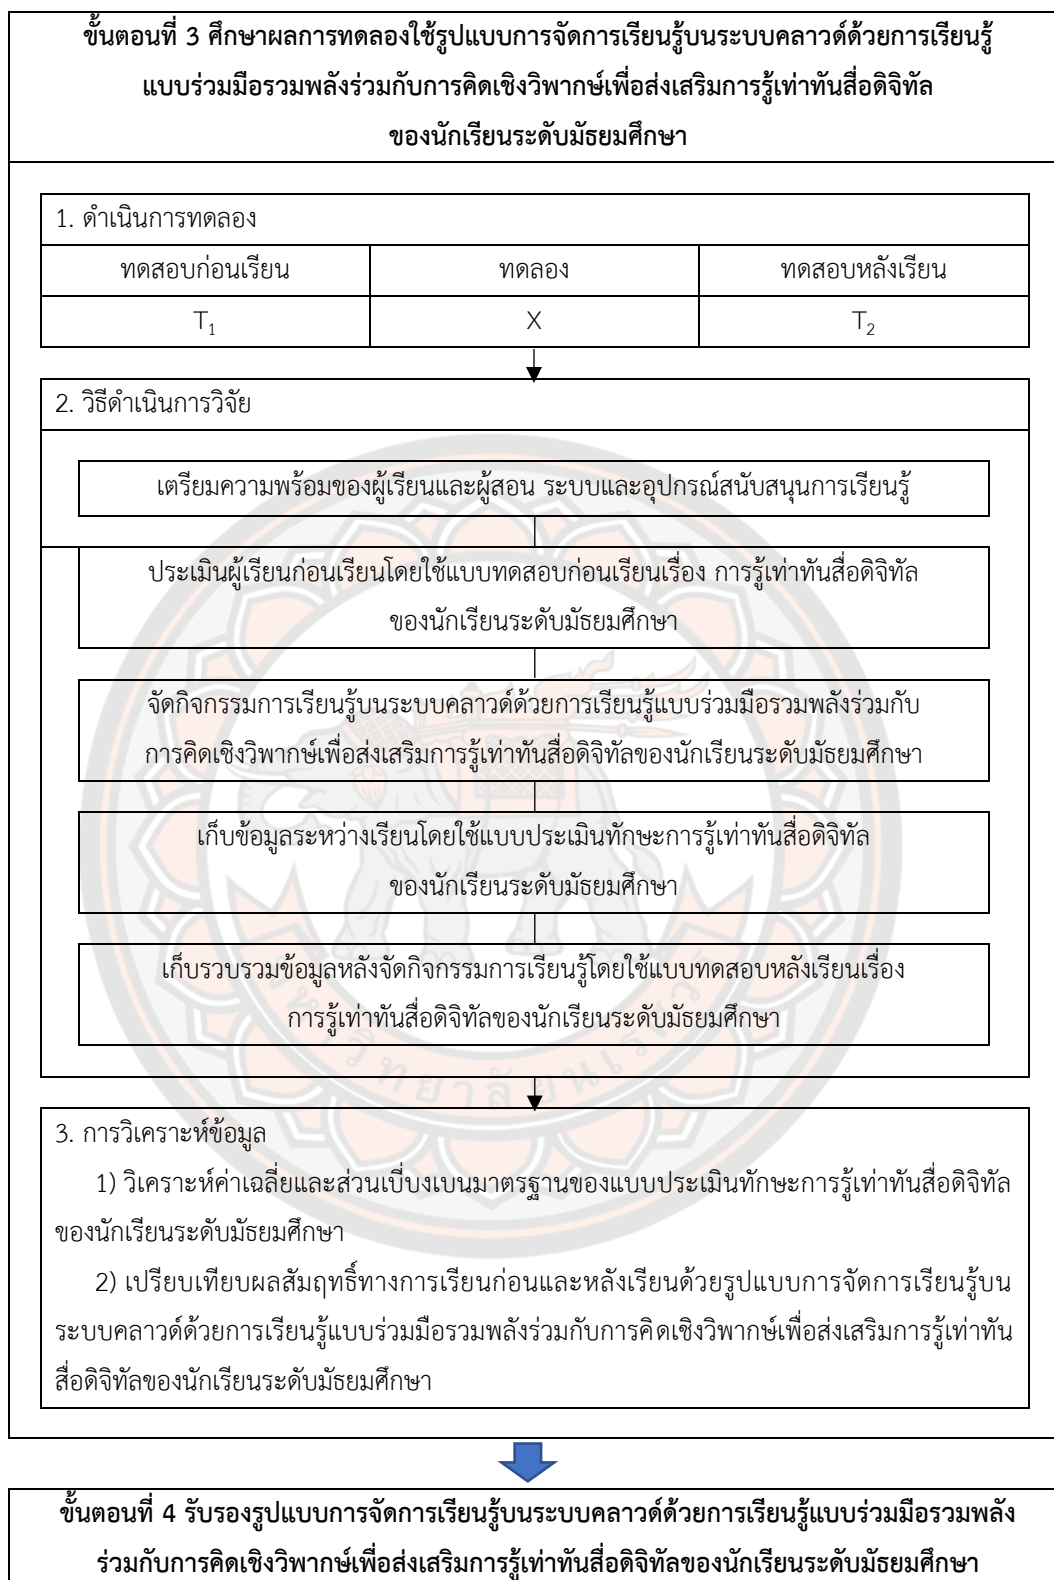 ขั้นตอนที่ 3 ศึกษาผลการทดลองใช้รูปแบบการจัดการเรียนรู้บนระบบคลาวด์ด้วยการเรียนรู้
แบบร่วมมือรวมพลังร่วมกับการคิดเชิงวิพากษ์เพื่อส่งเสริมการรู้เท่าทันสื่อดิจิทัล
ของนักเรียนระดับมัธยมศึกษา
1. ดำเนินการทดลอง
ทดสอบก่อนเรียน ทดลอง ทดสอบหลังเรียน
T₁ X T₂
2. วิธีดำเนินการวิจัย
เตรียมความพร้อมของผู้เรียนและผู้สอน ระบบและอุปกรณ์สนับสนุนการเรียนรู้
ประเมินผู้เรียนก่อนเรียนโดยใช้แบบทดสอบก่อนเรียนเรื่อง การรู้เท่าทันสื่อดิจิทัล
ของนักเรียนระดับมัธยมศึกษา
จัดกิจกรรมการเรียนรู้บนระบบคลาวด์ด้วยการเรียนรู้แบบร่วมมือรวมพลังร่วมกับ
การคิดเชิงวิพากษ์เพื่อส่งเสริมการรู้เท่าทันสื่อดิจิทัลของนักเรียนระดับมัธยมศึกษา
เก็บข้อมูลระหว่างเรียนโดยใช้แบบประเมินทักษะการรู้เท่าทันสื่อดิจิทัล
ของนักเรียนระดับมัธยมศึกษา
เก็บรวบรวมข้อมูลหลังจัดกิจกรรมการเรียนรู้โดยใช้แบบทดสอบหลังเรียนเรื่อง
การรู้เท่าทันสื่อดิจิทัลของนักเรียนระดับมัธยมศึกษา
3. การวิเคราะห์ข้อมูล
1) วิเคราะห์ค่าเฉลี่ยและส่วนเบี่ยงเบนมาตรฐานของแบบประเมินทักษะการรู้เท่าทันสื่อดิจิทัล
ของนักเรียนระดับมัธยมศึกษา
2) เปรียบเทียบผลสัมฤทธิ์ทางการเรียนก่อนและหลังเรียนด้วยรูปแบบการจัดการเรียนรู้บน
ระบบคลาวด์ด้วยการเรียนรู้แบบร่วมมือรวมพลังร่วมกับการคิดเชิงวิพากษ์เพื่อส่งเสริมการรู้เท่าทัน
สื่อดิจิทัลของนักเรียนระดับมัธยมศึกษา
ขั้นตอนที่ 4 รับรองรูปแบบการจัดการเรียนรู้บนระบบคลาวด์ด้วยการเรียนรู้แบบร่วมมือรวมพลัง
ร่วมกับการคิดเชิงวิพากษ์เพื่อส่งเสริมการรู้เท่าทันสื่อดิจิทัลของนักเรียนระดับมัธยมศึกษา